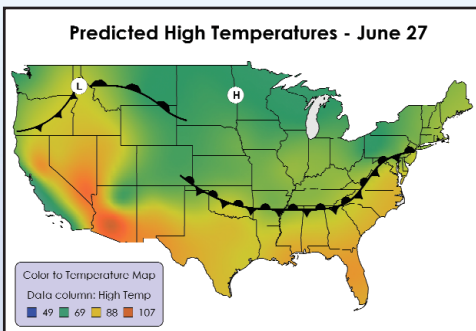 Predicted High Temperatures - June 27
L
H
Color to Temperature Map
Data column: High Temp
49 69 88 107